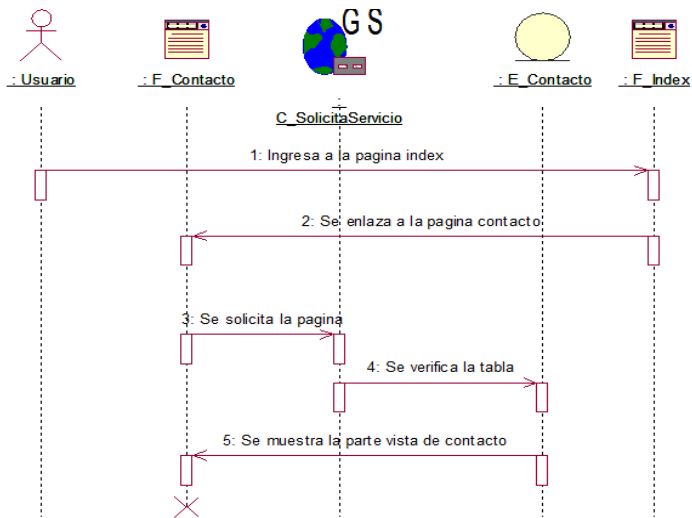 GS
: Usuario
: F_Contacto
: E_Contacto
: F_Index
:
C_SolicitaServicio
1: Ingresa a la pagina index
2: Se enlaza a la pagina contacto
3: Se solicita la pagina
4: Se verifica la tabla
5: Se muestra la parte vista de contacto